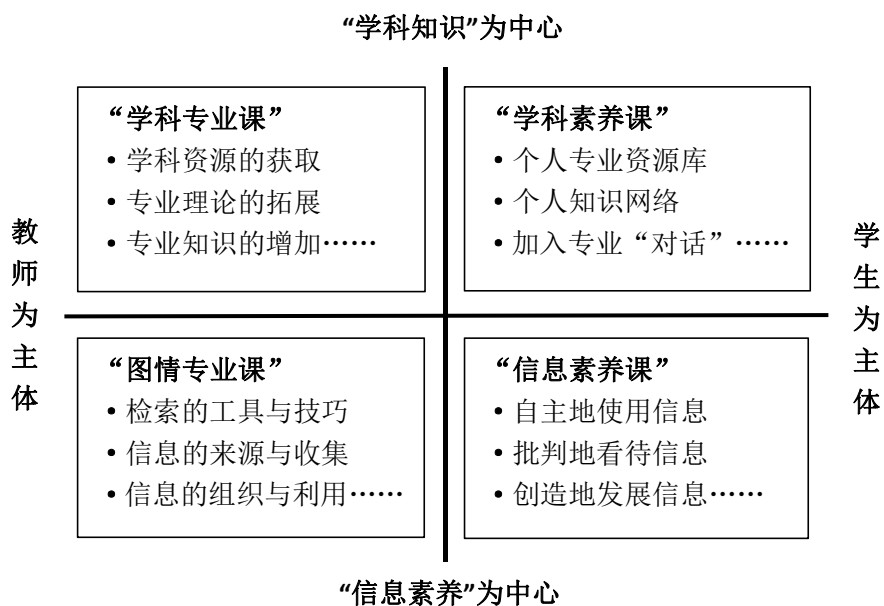 “学科知识”为中心
“学科专业课”
• 学科资源的获取
• 专业理论的拓展
• 专业知识的增加……
“学科素养课”
• 个人专业资源库
• 个人知识网络
• 加入专业“对话”……
教师为主体
学生为主体
“图情专业课”
• 检索的工具与技巧
• 信息的来源与收集
• 信息的组织与利用……
“信息素养课”
• 自主地使用信息
• 批判地看待信息
• 创造地发展信息……
“信息素养”为中心